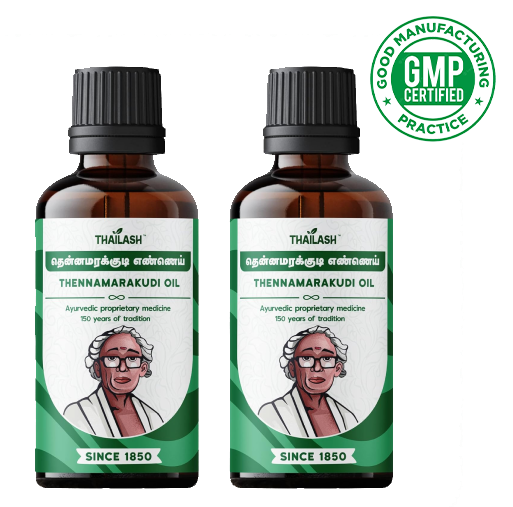 GOOD MANUFACTURING
GMP
CERTIFIED
PRACTICE
THAILASH™
தென்னமரக்குடி எண்ணெய்
THENNAMARAKUDI OIL
Ayurvedic proprietary medicine
150 years of tradition
SINCE 1850
THAILASH™
தென்னமரக்குடி எண்ணெய்
THENNAMARAKUDI OIL
Ayurvedic proprietary medicine
150 years of tradition
SINCE 1850